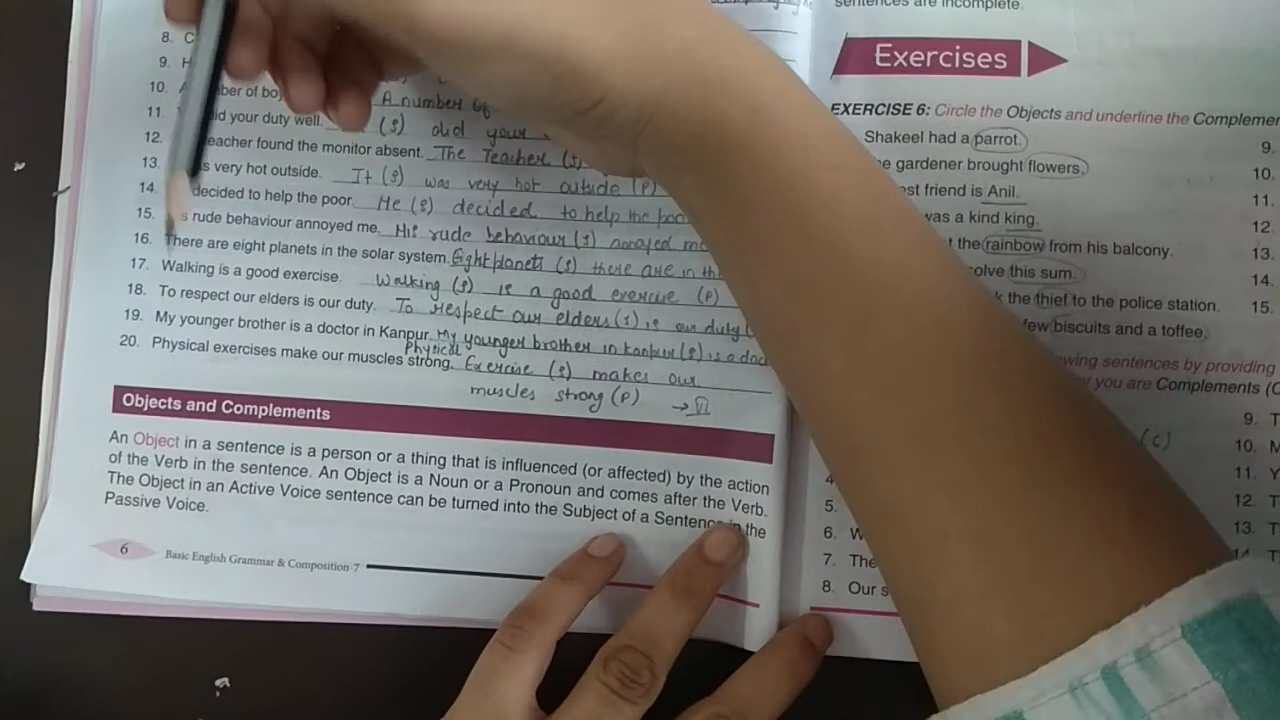 8. C
9. H
10. A ber of boy A number of
11. id your duty well. (S) did your
12. eacher found the monitor absent. The Teacher (S)
13. s very hot outside. It (S) was very hot outside (P)
14. decided to help the poor. He (S) decided to help the poo
15. s rude behaviour annoyed me. His rude behaviour (S) annoyed me
16. There are eight planets in the solar system. Eight planets (S) there are in th
17. Walking is a good exercise. Walking (S) is a good exercise (P)
18. To respect our elders is our duty. To respect our elders (S) is our duty (
19. My younger brother is a doctor in Kanpur. My younger brother in Kanpur (S) is a doc
20. Physical exercises make our muscles strong. Physical Exercise (S) makes our
muscles strong (P) → VI
Objects and Complements
An Object in a sentence is a person or a thing that is influenced (or affected) by the action
of the Verb in the sentence. An Object is a Noun or a Pronoun and comes after the Verb.
The Object in an Active Voice sentence can be turned into the Subject of a Sentence in the
Passive Voice.
6 Basic English Grammar & Composition-7
sentences are incomplete.
Exercises
EXERCISE 6: Circle the Objects and underline the Complemen
Shakeel had a parrot.
e gardener brought flowers.
st friend is Anil.
was a kind king.
t the rainbow from his balcony.
olve this sum.
k the thief to the police station.
few biscuits and a toffee.
9.
10.
11.
12.
13.
14.
15.
wing sentences by providing
y you are Complements (C
(C)
4
5.
6. W
7. The
8. Our s
9. T
10. M
11. Y
12. T
13. T
14. T